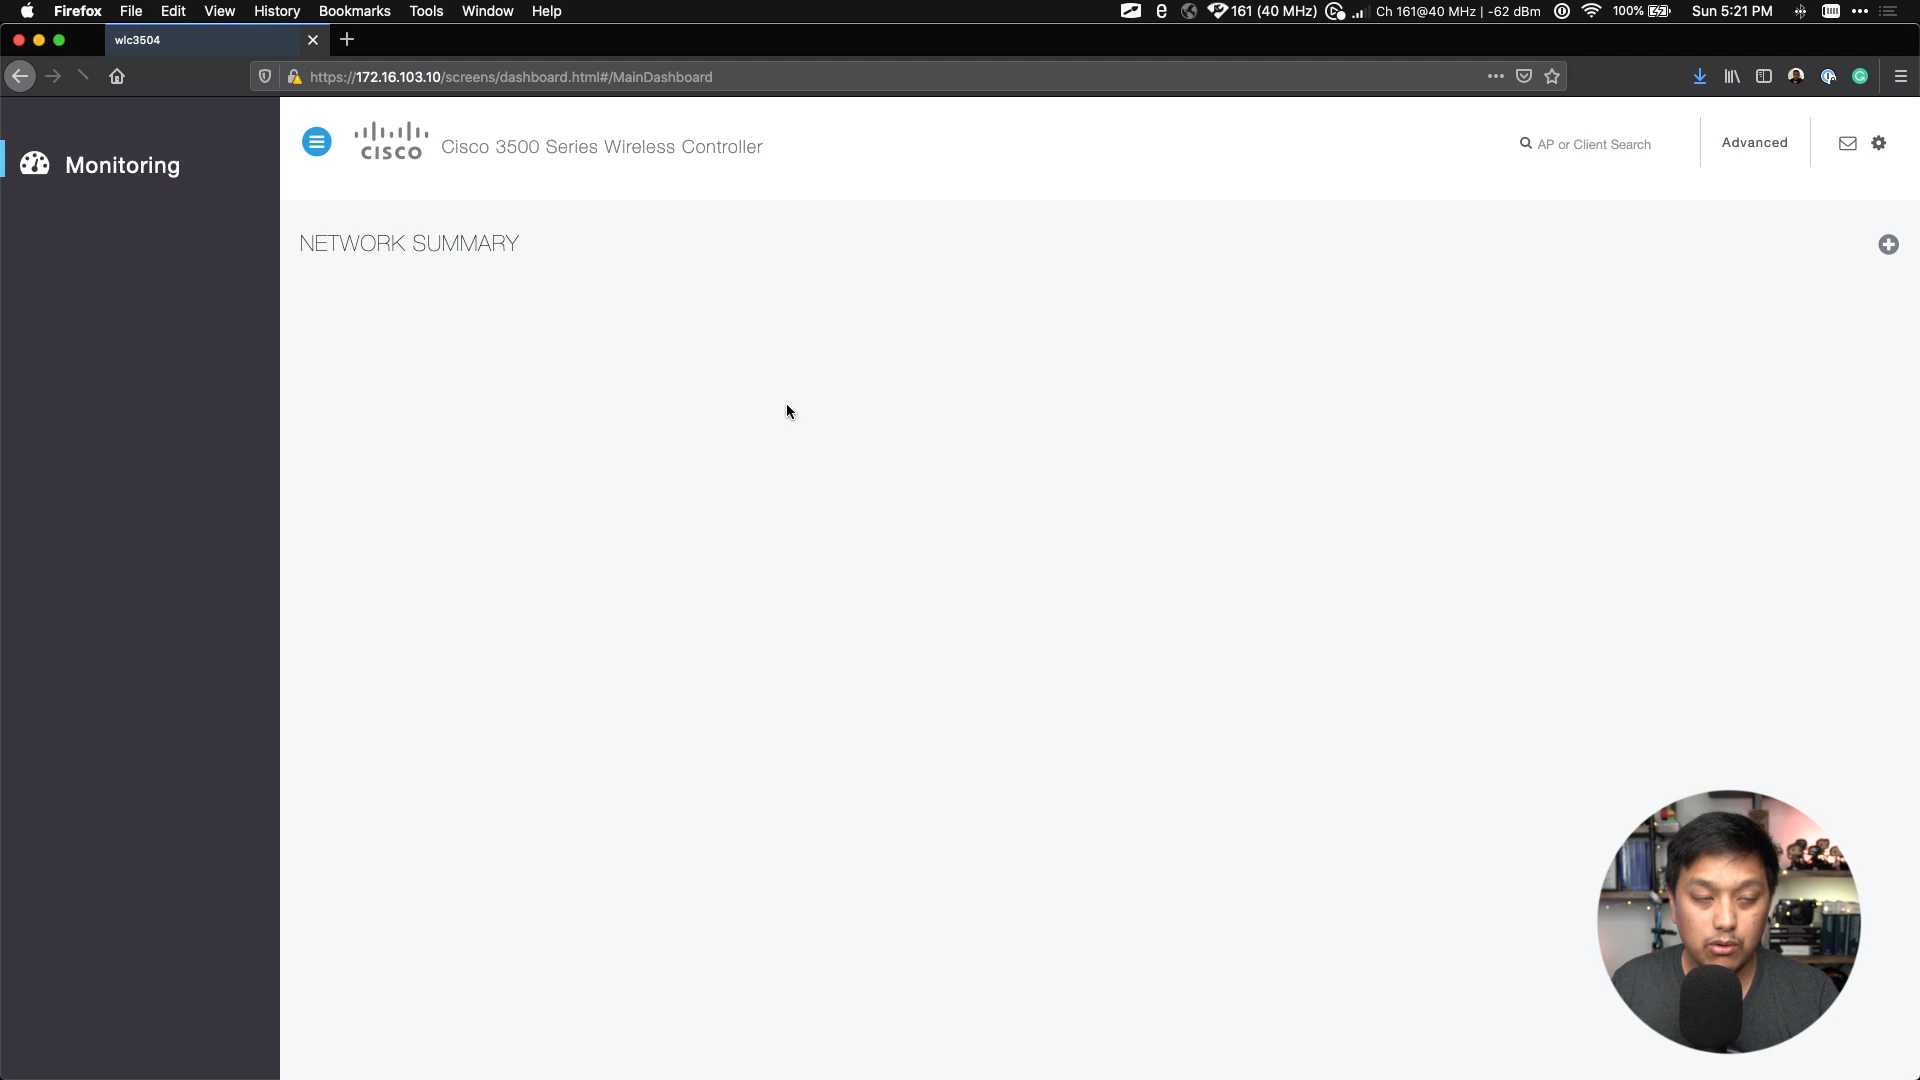 Firefox File Edit View History Bookmarks Tools Window Help
161 (40 MHz) Ch 161@40 MHz | -62 dBm 100% Sun 5:21 PM
wlc3504
https://172.16.103.10/screens/dashboard.html#/MainDashboard
Monitoring
cisco Cisco 3500 Series Wireless Controller
AP or Client Search
Advanced
NETWORK SUMMARY